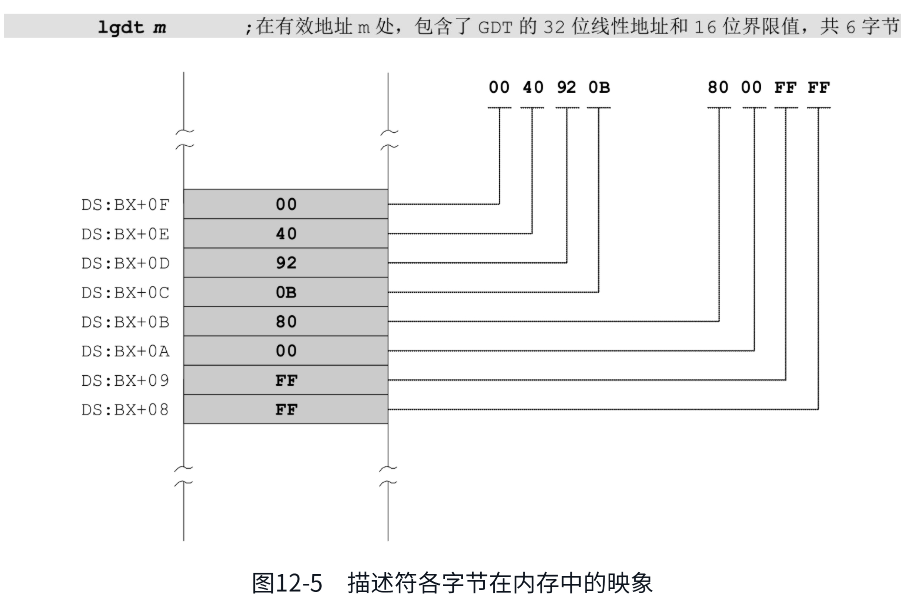 lgdt m ;在有效地址 m 处，包含了 GDT 的 32 位线性地址和 16 位界限值，共 6 字节
00 40 92 0B 80 00 FF FF
DS:BX+0F 00
DS:BX+0E 40
DS:BX+0D 92
DS:BX+0C 0B
DS:BX+0B 80
DS:BX+0A 00
DS:BX+09 FF
DS:BX+08 FF
图12-5 描述符各字节在内存中的映象